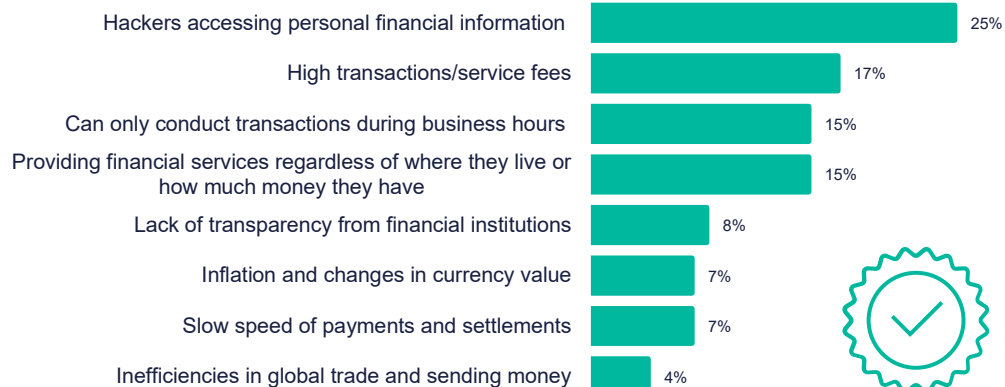 Hackers accessing personal financial information 25%
High transactions/service fees 17%
Can only conduct transactions during business hours 15%
Providing financial services regardless of where they live or
how much money they have 15%
Lack of transparency from financial institutions 8%
Inflation and changes in currency value 7%
Slow speed of payments and settlements 7%
Inefficiencies in global trade and sending money 4%